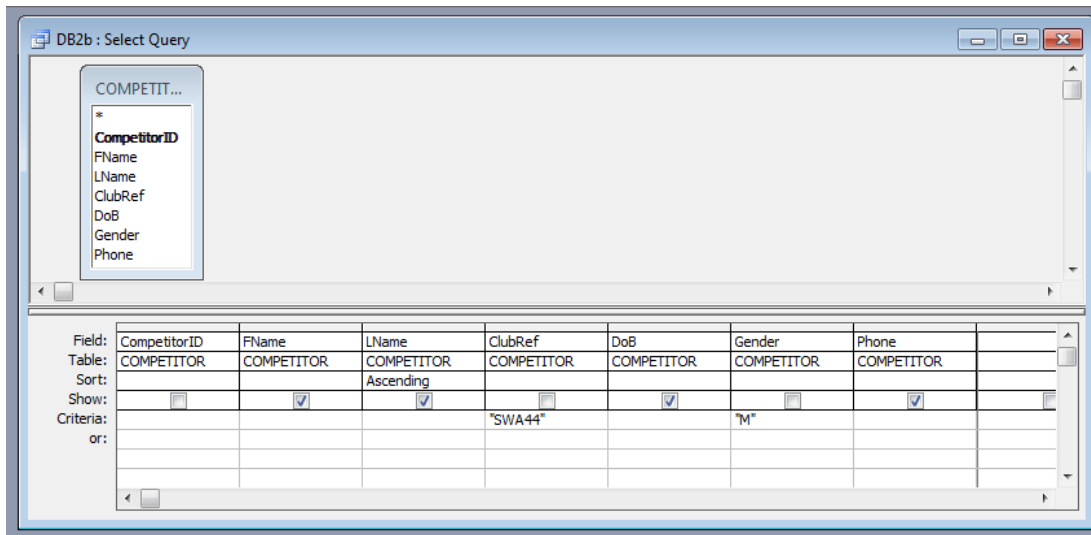 DB2b : Select Query
COMPETIT...
*
CompetitorID
FName
LName
ClubRef
DoB
Gender
Phone
Field: CompetitorID FName LName ClubRef DoB Gender Phone
Table: COMPETITOR COMPETITOR COMPETITOR COMPETITOR COMPETITOR COMPETITOR COMPETITOR
Sort: Ascending
Show:
Criteria: "SWA44" "M"
or: